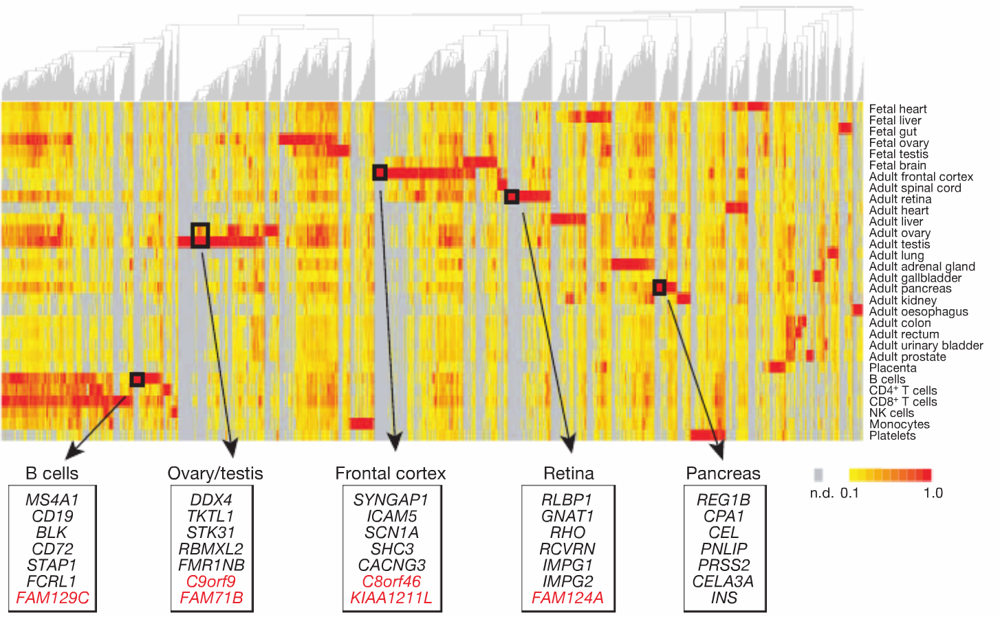 Fetal heart
Fetal liver
Fetal gut
Fetal ovary
Fetal testis
Fetal brain
Adult frontal cortex
Adult spinal cord
Adult retina
Adult heart
Adult liver
Adult ovary
Adult testis
Adult lung
Adult adrenal gland
Adult gallbladder
Adult pancreas
Adult kidney
Adult oesophagus
Adult colon
Adult rectum
Adult urinary bladder
Adult prostate
Placenta
B cells
CD4⁺ T cells
CD8⁺ T cells
NK cells
Monocytes
Platelets
B cells
MS4A1
CD19
BLK
CD72
STAP1
FCRL1
FAM129C
Ovary/testis
DDX4
TKTL1
STK31
RBMXL2
FMR1NB
C9orf9
FAM71B
Frontal cortex
SYNGAP1
ICAM5
SCN1A
SHC3
CACNG3
C8orf46
KIAA1211L
Retina
RLBP1
GNAT1
RHO
RCVRN
IMPG1
IMPG2
FAM124A
Pancreas
REG1B
CPA1
CEL
PNLIP
PRSS2
CELA3A
INS
n.d. 0.1 1.0